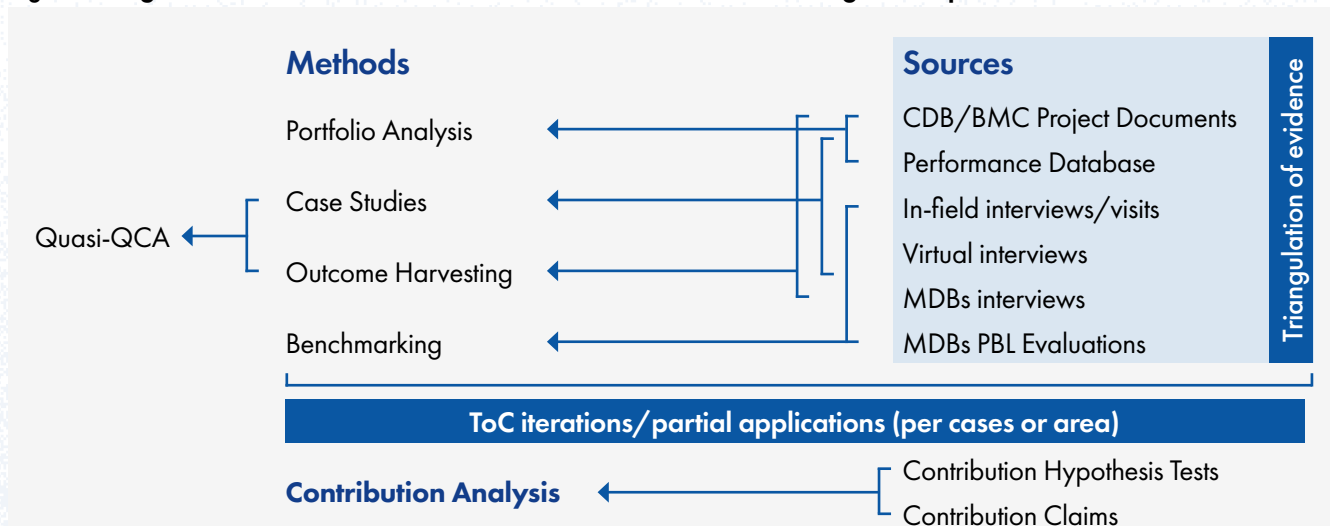 Methods
Portfolio Analysis
Case Studies
Quasi-QCA
Outcome Harvesting
Benchmarking
Sources
CDB/BMC Project Documents
Performance Database
In-field interviews/visits
Virtual interviews
MDBs interviews
MDBs PBL Evaluations
Triangulation of evidence
ToC iterations/partial applications (per cases or area)
Contribution Analysis
Contribution Hypothesis Tests
Contribution Claims